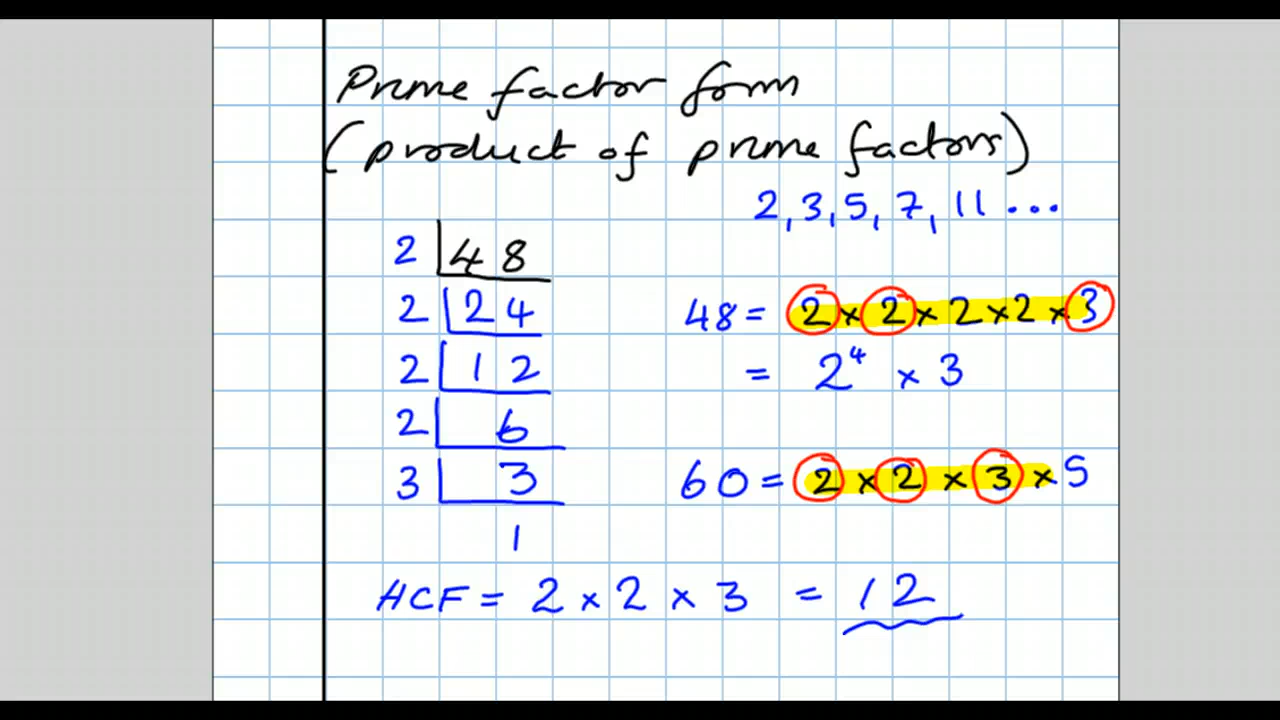 Prime factor form
(product of prime factors)
2, 3, 5, 7, 11 ...
2 48
2 24
2 12
2 6
3 3
1
48 = 2 × 2 × 2 × 2 × 3
= 2⁴ × 3
60 = 2 × 2 × 3 × 5
HCF = 2 × 2 × 3 = 12